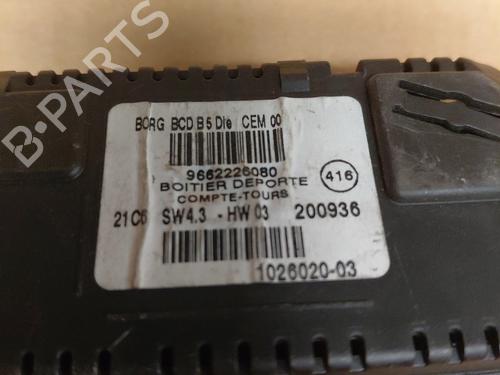 B-PARTS
BORG BCD B5 Die CEM 00
9662226080
BOITIER DEPORTE
COMPTE-TOURS
416
21C6 SW4.3 - HW 03 200936
1026020-03